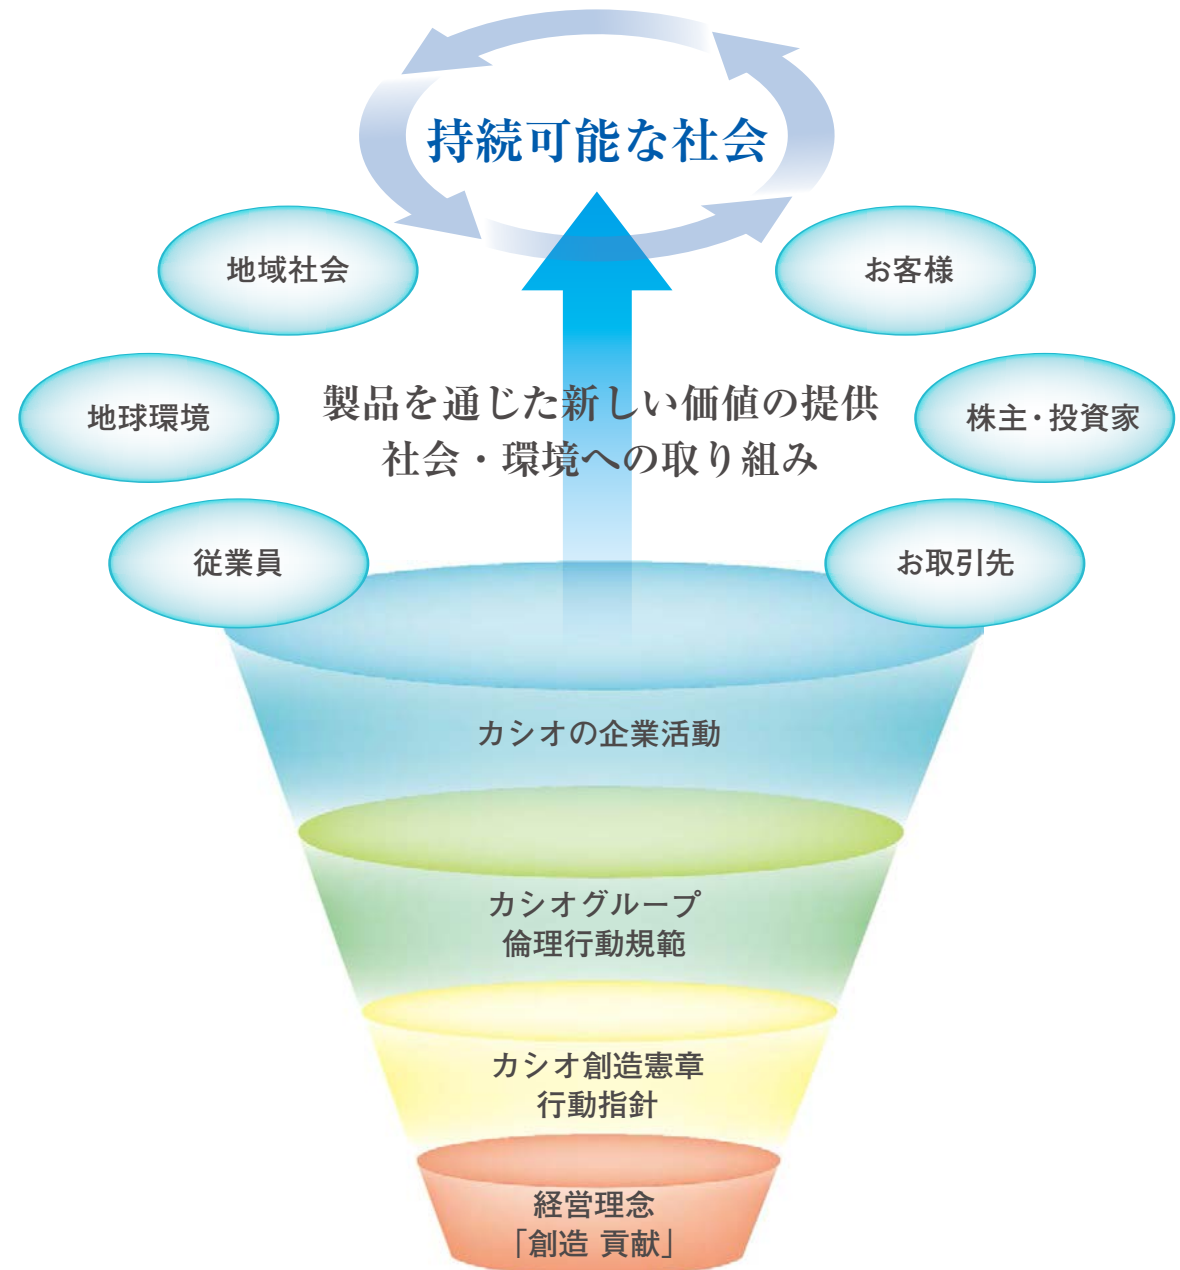 持続可能な社会
地域社会
お客様
地球環境
製品を通じた新しい価値の提供
社会・環境への取り組み
株主・投資家
従業員
お取引先
カシオの企業活動
カシオグループ
倫理行動規範
カシオ創造憲章
行動指針
経営理念
「創造 貢献」